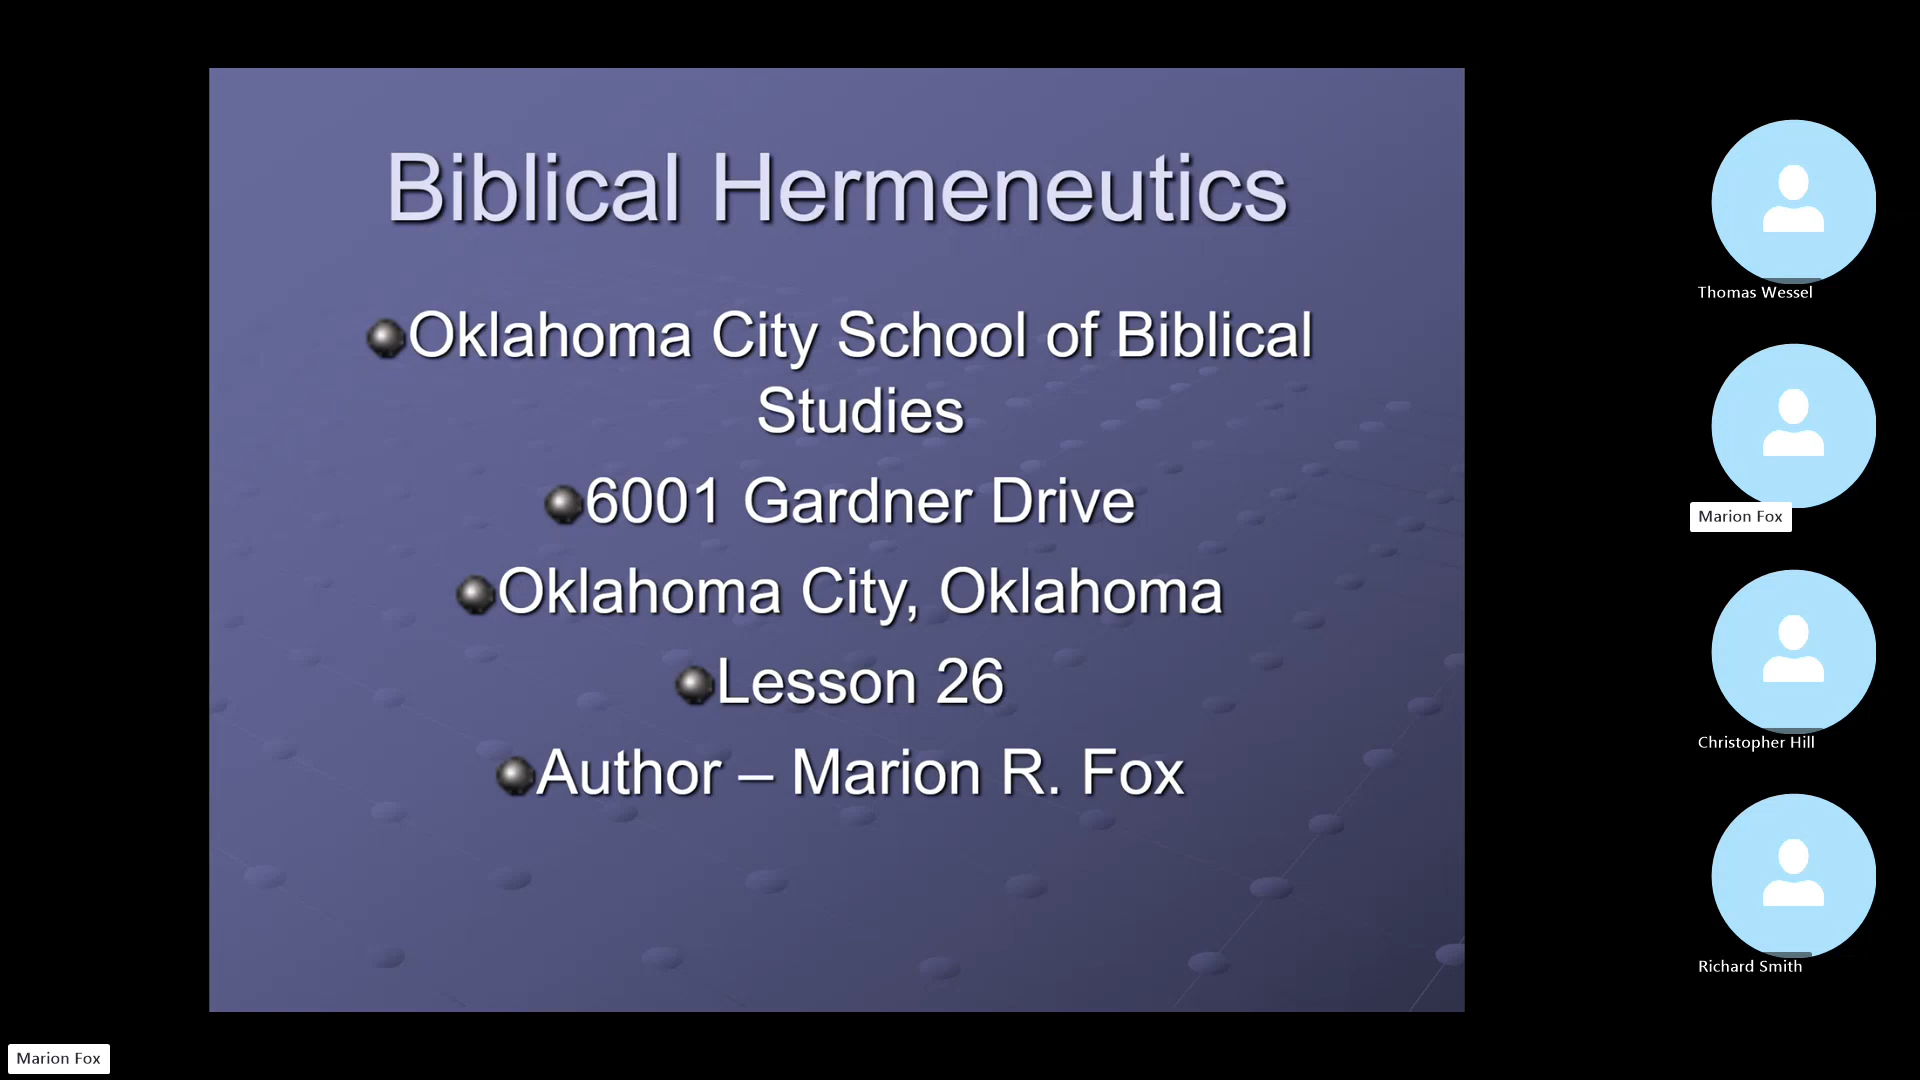 Biblical Hermeneutics
Oklahoma City School of Biblical
Studies
6001 Gardner Drive
Oklahoma City, Oklahoma
Lesson 26
Author – Marion R. Fox
Thomas Wessel
Marion Fox
Christopher Hill
Richard Smith
Marion Fox